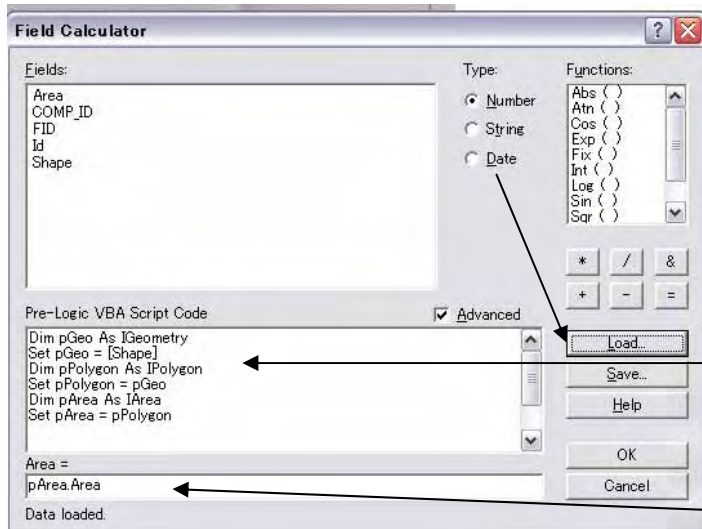 Field Calculator
Fields:
Area
COMP_ID
FID
Id
Shape
Type:
Number
String
Date
Functions:
Abs ( )
Atn ( )
Cos ( )
Exp ( )
Fix ( )
Int ( )
Log ( )
Sin ( )
Sqr ( )
* / &
+ - =
Pre-Logic VBA Script Code
Advanced
Dim pGeo As IGeometry
Set pGeo = [Shape]
Dim pPolygon As IPolygon
Set pPolygon = pGeo
Dim pArea As IArea
Set pArea = pPolygon
Load...
Save...
Help
Area =
pArea.Area
OK
Cancel
Data loaded.